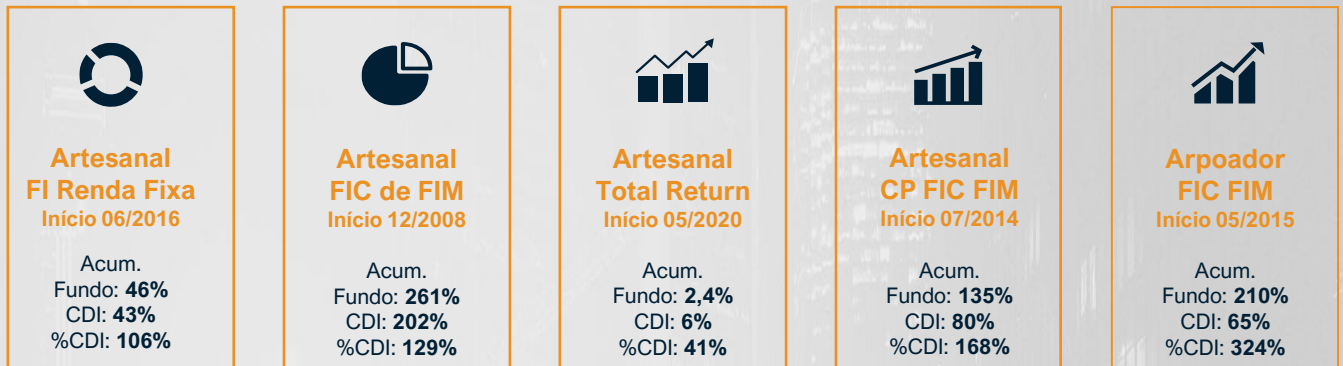 Artesanal
FI Renda Fixa
Início 06/2016
Acum.
Fundo: 46%
CDI: 43%
%CDI: 106%
Artesanal
FIC de FIM
Início 12/2008
Acum.
Fundo: 261%
CDI: 202%
%CDI: 129%
Artesanal
Total Return
Início 05/2020
Acum.
Fundo: 2,4%
CDI: 6%
%CDI: 41%
Artesanal
CP FIC FIM
Início 07/2014
Acum.
Fundo: 135%
CDI: 80%
%CDI: 168%
Arpoador
FIC FIM
Início 05/2015
Acum.
Fundo: 210%
CDI: 65%
%CDI: 324%